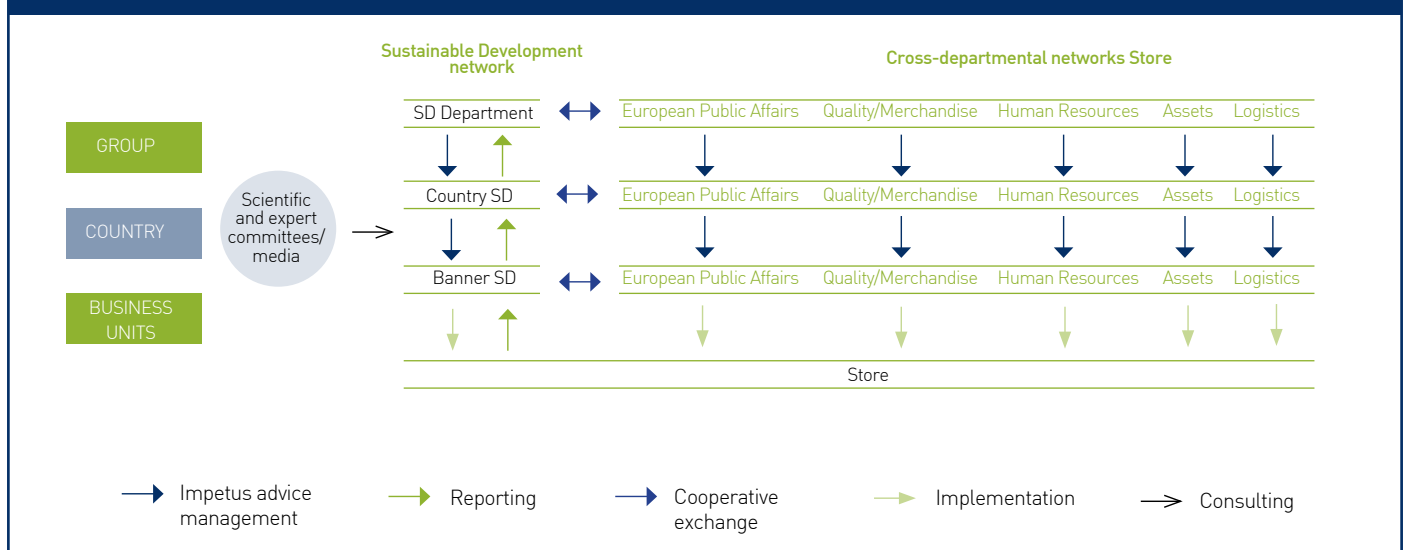 Sustainable Development
network
Cross-departmental networks Store
GROUP
COUNTRY
BUSINESS
UNITS
Scientific
and expert
committees/
media
SD Department
European Public Affairs
Quality/Merchandise
Human Resources
Assets
Logistics
Country SD
European Public Affairs
Quality/Merchandise
Human Resources
Assets
Logistics
Banner SD
European Public Affairs
Quality/Merchandise
Human Resources
Assets
Logistics
Store
Impetus advice
management
Reporting
Cooperative
exchange
Implementation
Consulting